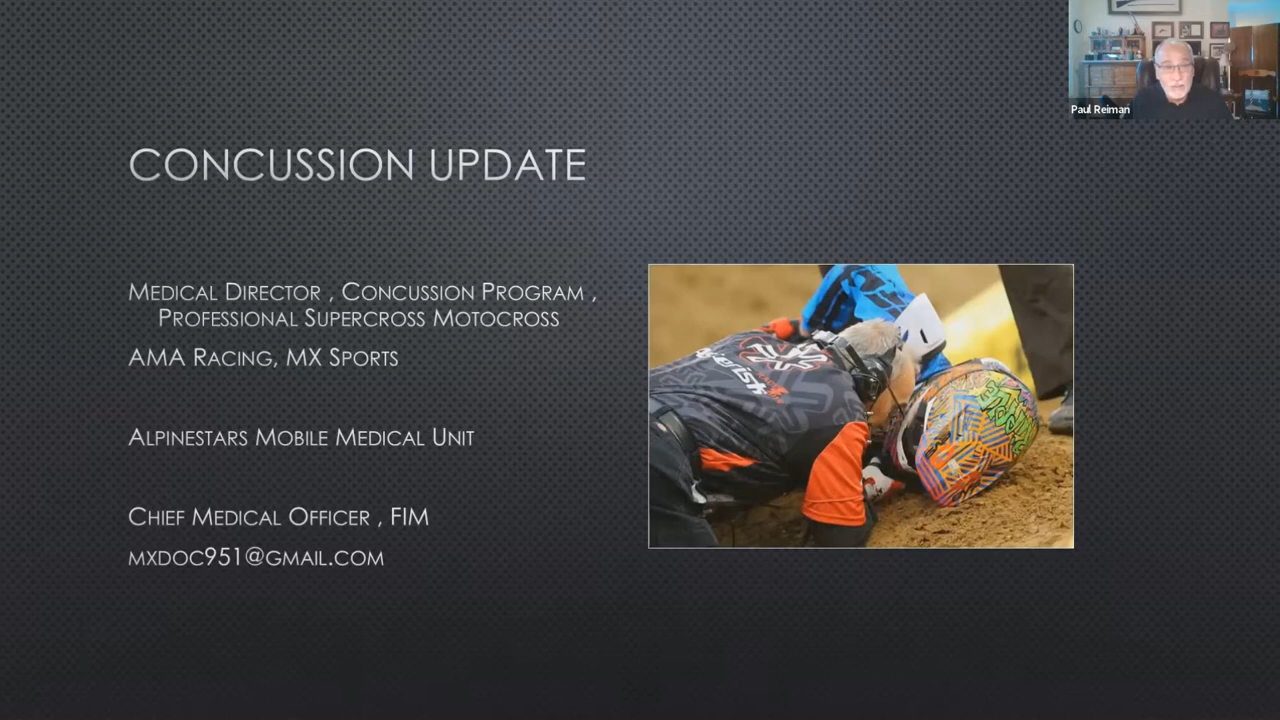 Paul Reiman
CONCUSSION UPDATE
MEDICAL DIRECTOR , CONCUSSION PROGRAM ,
PROFESSIONAL SUPERCROSS MOTOCROSS
AMA RACING, MX SPORTS
ALPINESTARS MOBILE MEDICAL UNIT
CHIEF MEDICAL OFFICER , FIM
MXDOC951@GMAIL.COM